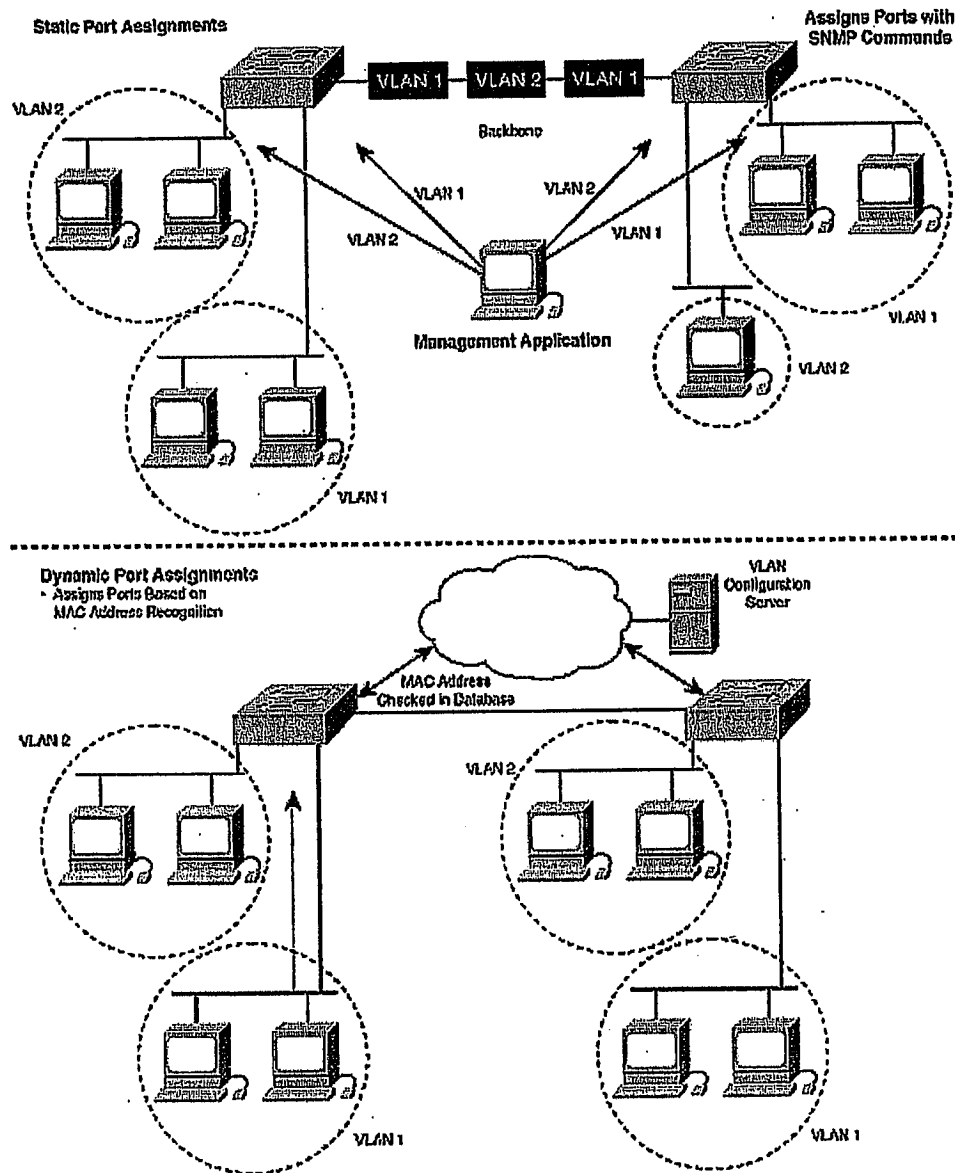 Static Port Assignments
Assigns Ports with
SNMP Commands
VLAN 1
VLAN 2
VLAN 1
VLAN 2
Backbone
VLAN 1
VLAN 2
VLAN 2
VLAN 1
Management Application
VLAN 1
VLAN 2
VLAN 1
Dynamic Port Assignments
• Assigns Ports Based on
MAC Address Recognition
VLAN
Configuration
Server
MAC Address
Checked in Database
VLAN 2
VLAN 2
VLAN 1
VLAN 1